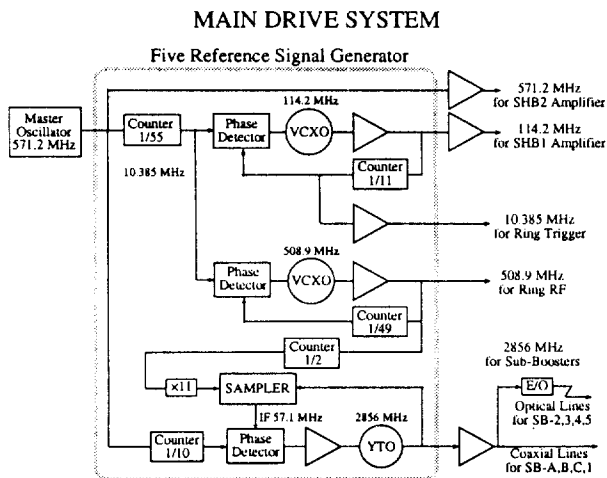 MAIN DRIVE SYSTEM
Five Reference Signal Generator
Master
Oscillator
571.2 MHz
Counter
1/55
10.385 MHz
Phase
Detector
114.2 MHz
VCXO
Counter
1/11
571.2 MHz
for SHB2 Amplifier
114.2 MHz
for SHB1 Amplifier
10.385 MHz
for Ring Trigger
Phase
Detector
508.9 MHz
VCXO
Counter
1/49
508.9 MHz
for Ring RF
Counter
1/2
×11
SAMPLER
IF 57.1 MHz
Counter
1/10
Phase
Detector
2856 MHz
YTO
2856 MHz
for Sub-Boosters
E/O
Optical Lines
for SB-2,3,4,5
Coaxial Lines
for SB-A,B,C,1